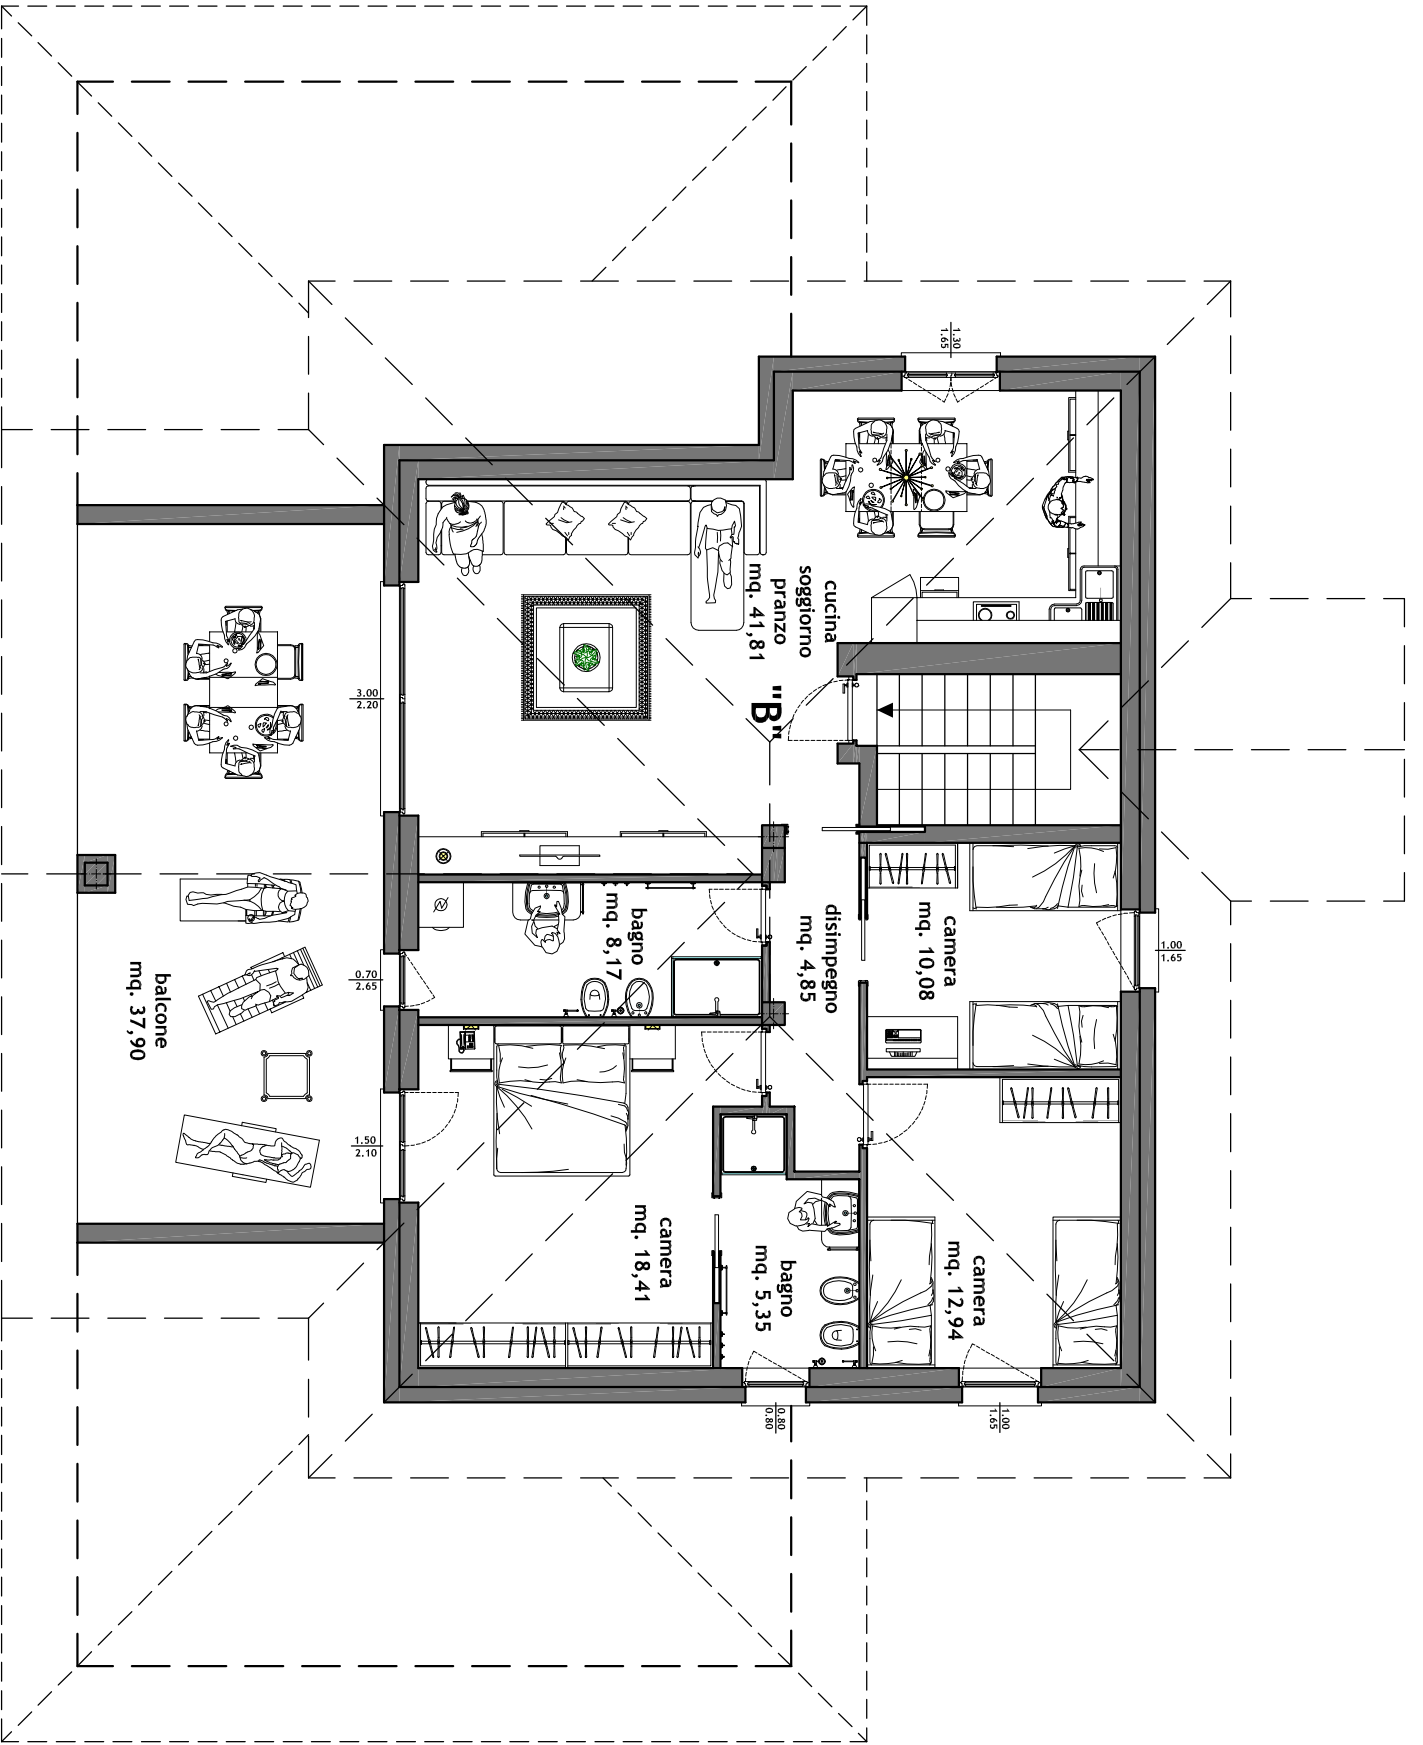 1.30
1.65
cucina
soggiorno
pranzo
mq. 41,81
"B"
3.00
2.20
disimpegno
mq. 4,85
camera
mq. 10,08
1.00
1.65
bagno
mq. 8,17
0.70
2.65
balcone
mq. 37,90
1.50
2.10
camera
mq. 18,41
bagno
mq. 5,35
camera
mq. 12,94
0.80
0.80
1.00
1.65